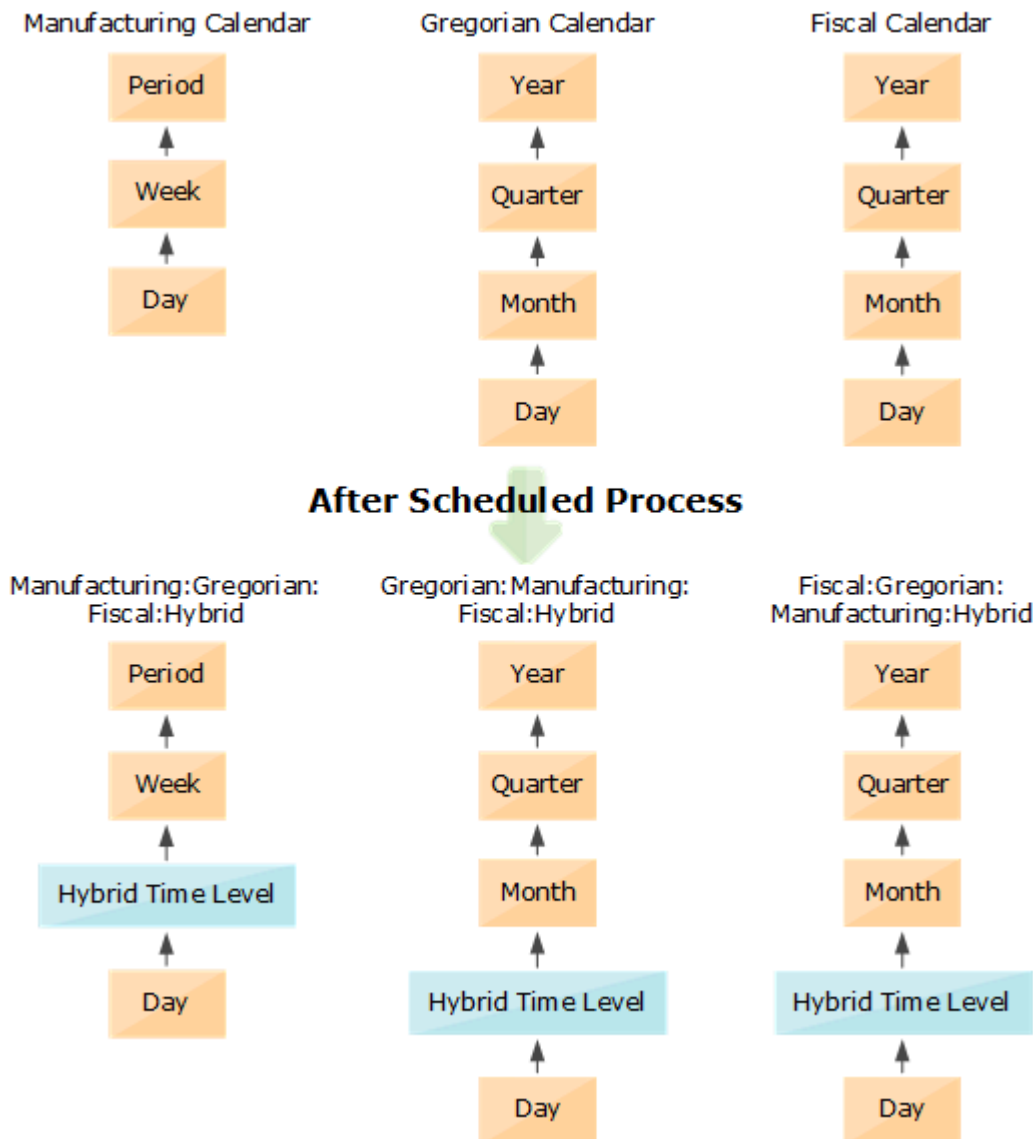 Manufacturing Calendar
Period
Week
Day
Gregorian Calendar
Year
Quarter
Month
Day
Fiscal Calendar
Year
Quarter
Month
Day
After Scheduled Process
Manufacturing:Gregorian:
Fiscal:Hybrid
Period
Week
Hybrid Time Level
Day
Gregorian:Manufacturing:
Fiscal:Hybrid
Year
Quarter
Month
Hybrid Time Level
Day
Fiscal:Gregorian:
Manufacturing:Hybrid
Year
Quarter
Month
Hybrid Time Level
Day